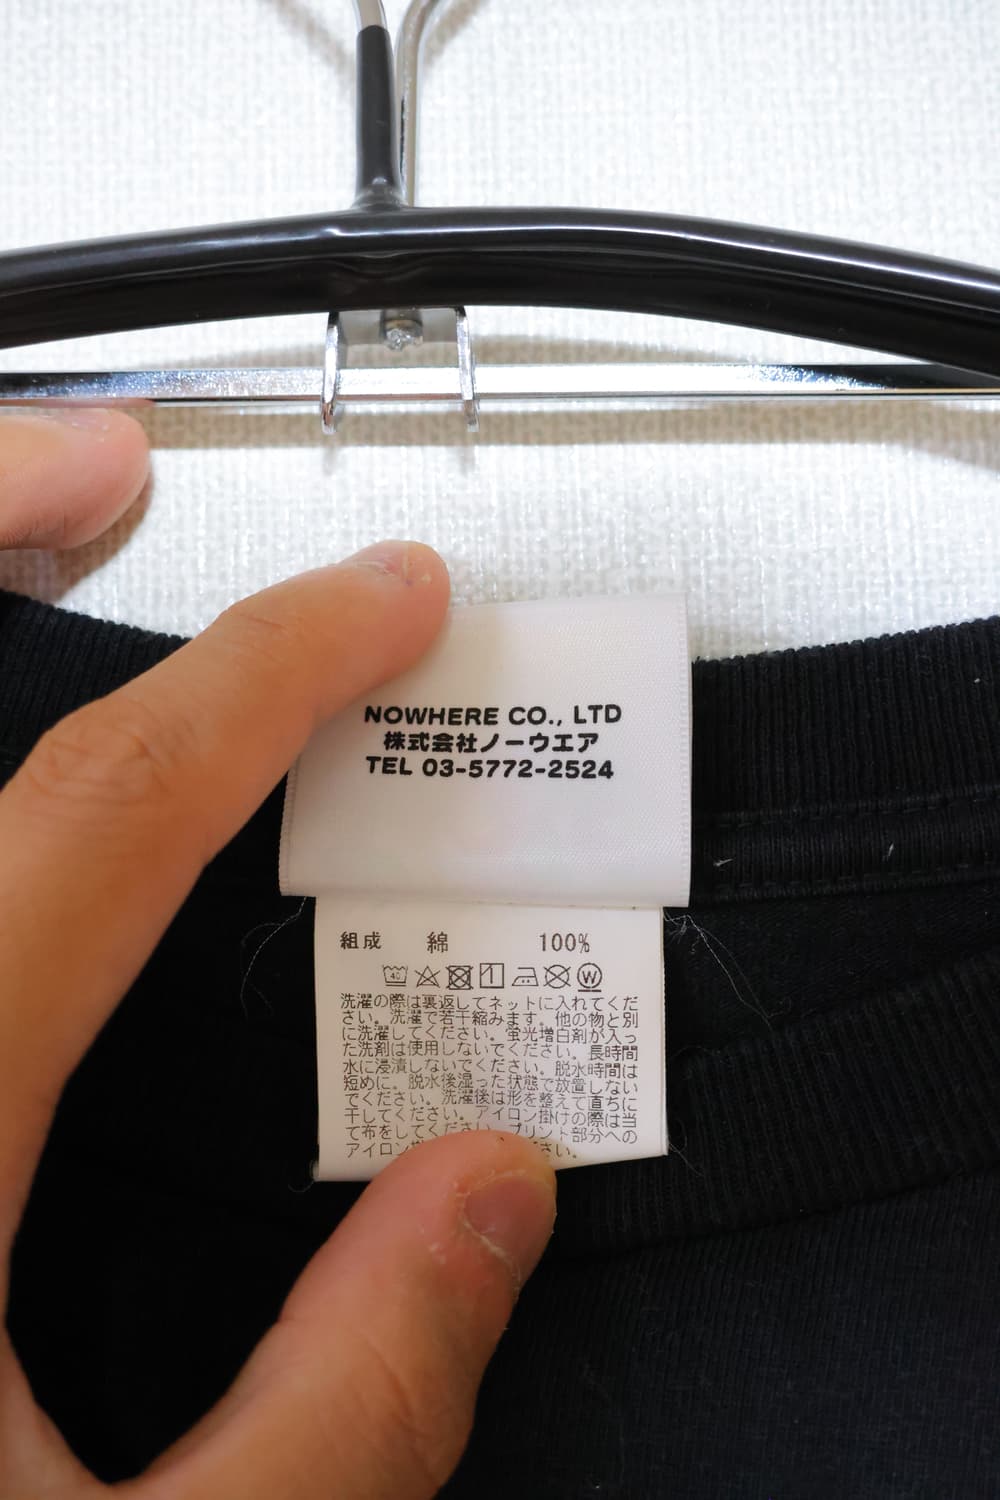 NOWHERE CO., LTD
株式会社ノーウエア
TEL 03-5772-2524
組成 綿 100%
40 W
洗濯の際は裏返してネットに入れてくだ
さい。洗濯で若干縮みます。他の物と別
に洗濯してください。蛍光増白剤が入っ
た洗剤は使用しないでください。長時間
水に浸漬しないでください。脱水時間は
短めに。脱水後湿った状態で放置しない
でください。洗濯後は形を整えて直ちに
干してください。アイロン掛けの際は当
て布をしてください。プリント部分への
アイロン さい。